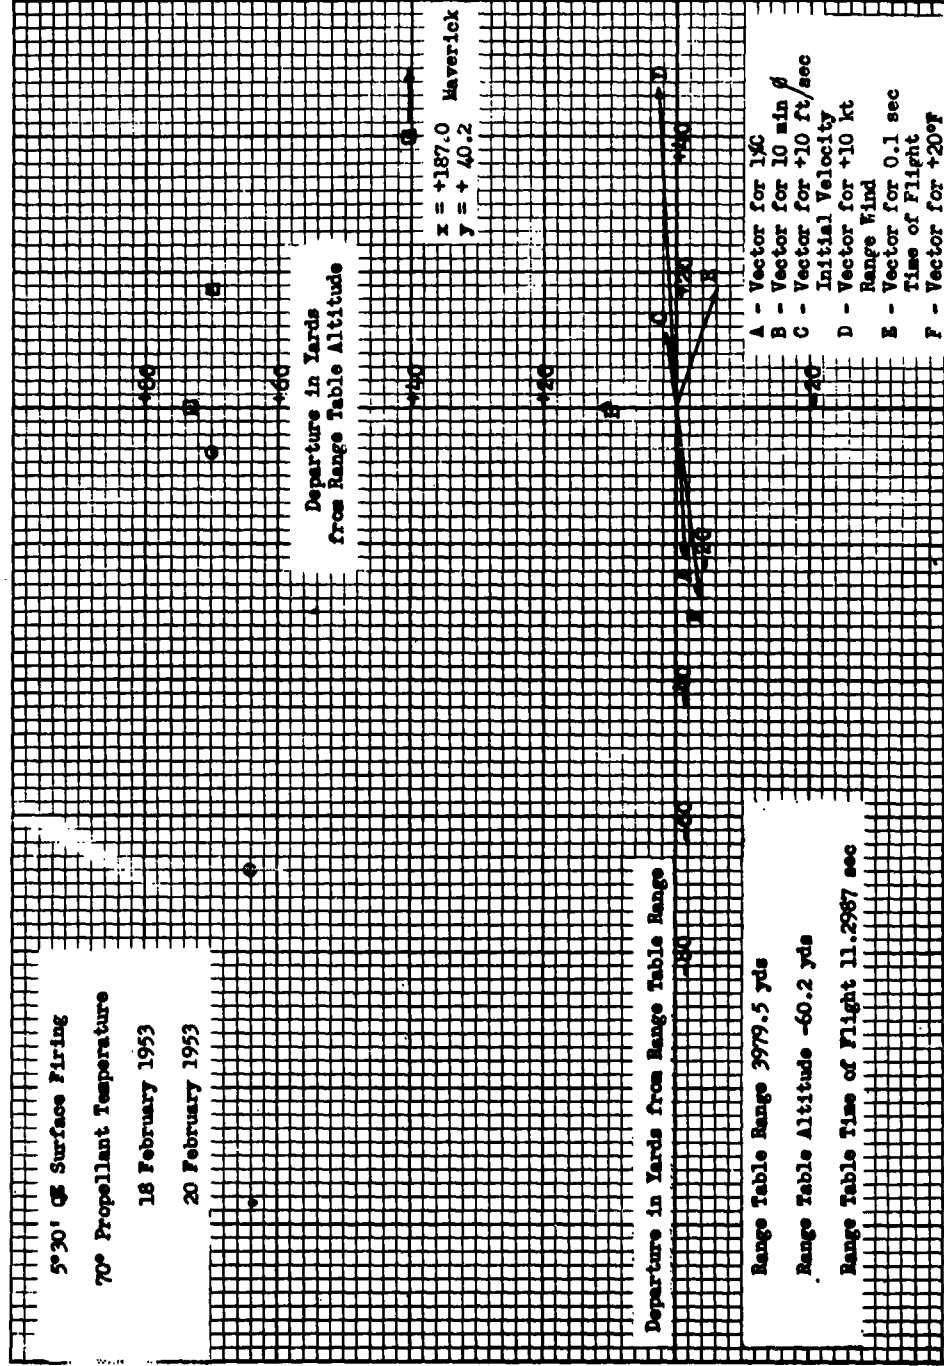 5°30' QE Surface Firing
70° Propellant Temperature
18 February 1953
20 February 1953
+80
+60
+40
+20
-20
Departure in Yards
from Range Table Altitude
x = +187.0 Maverick
y = + 40.2
Departure in Yards from Range Table Range
-80
-60
-20
+20
+40
A
C
D
E
Range Table Range 3979.5 yds
Range Table Altitude -60.2 yds
Range Table Time of Flight 11.2987 sec
A - Vector for 1%C
B - Vector for 10 min ϕ
C - Vector for +10 ft/sec
Initial Velocity
D - Vector for +10 kt
Range Wind
E - Vector for 0.1 sec
Time of Flight
F - Vector for +20°F